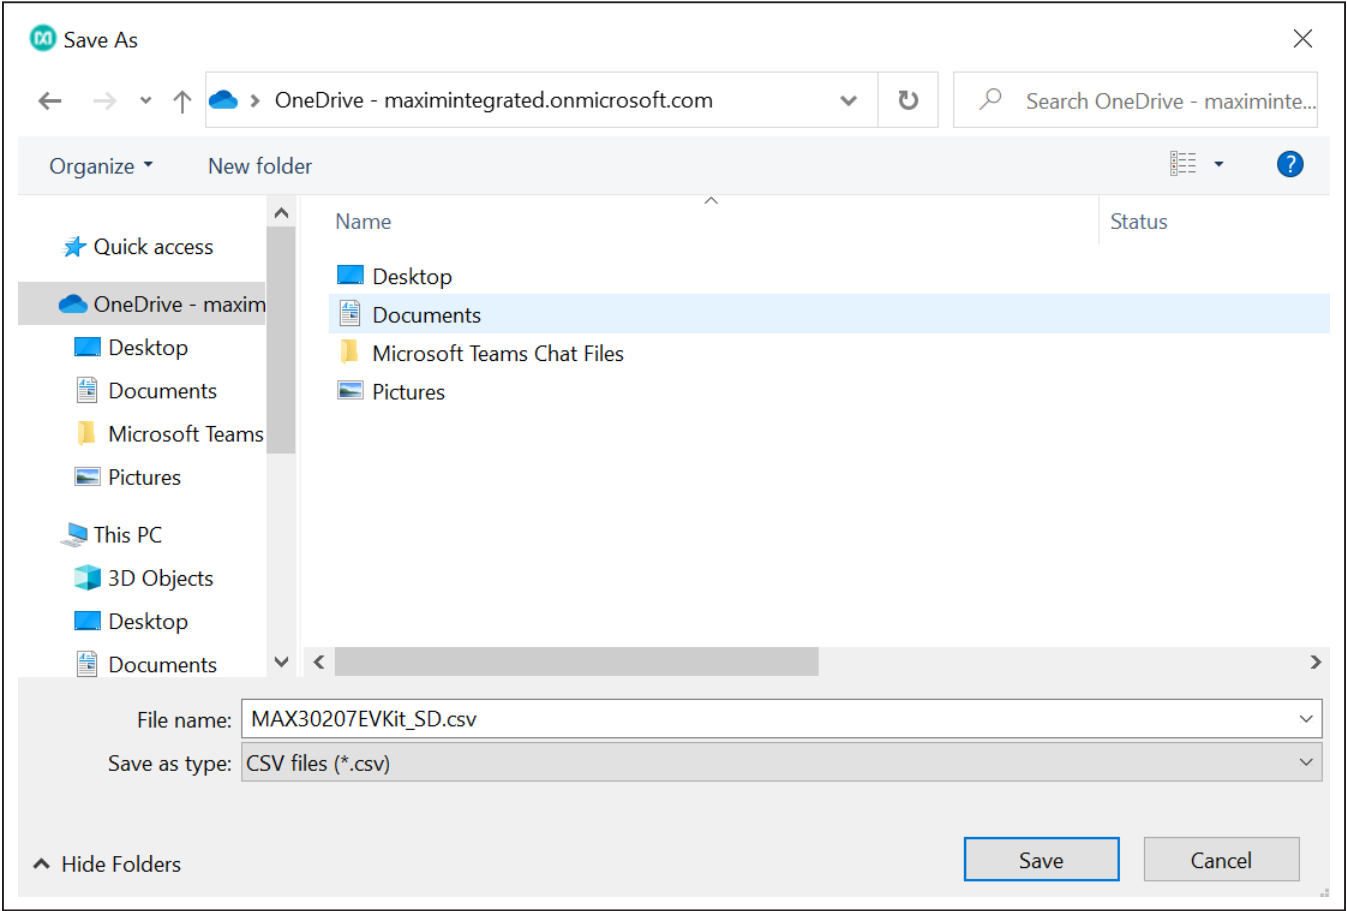 Save As
OneDrive - maximintegrated.onmicrosoft.com
Search OneDrive - maximinte...
Organize
New folder
?
Quick access
OneDrive - maxim
Desktop
Documents
Microsoft Teams
Pictures
This PC
3D Objects
Desktop
Documents
Name
Status
Desktop
Documents
Microsoft Teams Chat Files
Pictures
File name: MAX30207EVKit_SD.csv
Save as type: CSV files (*.csv)
Hide Folders
Save
Cancel